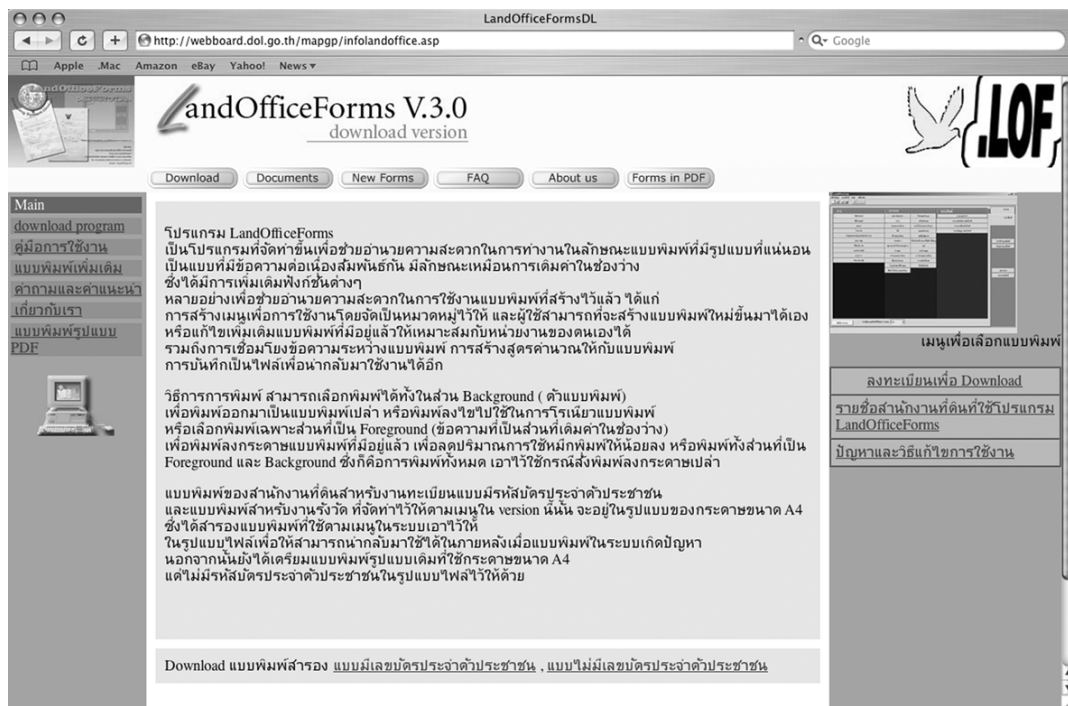 LandOfficeFormsDL
http://webboard.dol.go.th/mapgp/infolandoffice.asp
Google
Apple .Mac Amazon eBay Yahoo! News
LandOfficeForms V.3.0
download version
{.LOF}
Download Documents New Forms FAQ About us Forms in PDF
Main
download program
คู่มือการใช้งาน
แบบพิมพ์เพิ่มเติม
คำถามและคำแนะนำ
เกี่ยวกับเรา
แบบพิมพ์รูปแบบ
PDF
โปรแกรม LandOfficeForms
เป็นโปรแกรมที่จัดทำขึ้นเพื่อช่วยอำนวยความสะดวกในการทำงานในลักษณะแบบพิมพ์ที่มีรูปแบบที่แน่นอน
เป็นแบบที่มีข้อความต่อเนื่องสัมพันธ์กัน มีลักษณะเหมือนการเติมคำในช่องว่าง
ซึ่งได้มีการเพิ่มเติมฟังก์ชั่นต่างๆ
หลายอย่างเพื่อช่วยอำนวยความสะดวกในการใช้งานแบบพิมพ์ที่สร้างไว้แล้ว ได้แก่
การสร้างเมนูเพื่อการใช้งานโดยจัดเป็นหมวดหมู่ไว้ให้ และผู้ใช้สามารถที่จะสร้างแบบพิมพ์ใหม่ขึ้นมาได้เอง
หรือแก้ไขเพิ่มเติมแบบพิมพ์ที่มีอยู่แล้วให้เหมาะสมกับหน่วยงานของตนเองได้
รวมถึงการเชื่อมโยงข้อความระหว่างแบบพิมพ์ การสร้างสูตรคำนวณให้กับแบบพิมพ์
การบันทึกเป็นไฟล์เพื่อนำกลับมาใช้งานได้อีก
วิธีการการพิมพ์ สามารถเลือกพิมพ์ได้ทั้งในส่วน Background ( ตัวแบบพิมพ์)
เพื่อพิมพ์ออกมาเป็นแบบพิมพ์เปล่า หรือพิมพ์ลงไขไปใช้ในการโรเนียวแบบพิมพ์
หรือเลือกพิมพ์เฉพาะส่วนที่เป็น Foreground (ข้อความที่เป็นส่วนที่เติมคำในช่องว่าง)
เพื่อพิมพ์ลงกระดาษแบบพิมพ์ที่มีอยู่แล้ว เพื่อลดปริมาณการใช้หมึกพิมพ์ให้น้อยลง หรือพิมพ์ทั้งส่วนที่เป็น
Foreground และ Background ซึ่งก็คือการพิมพ์ทั้งหมด เอาไว้ใช้กรณีสั่งพิมพ์ลงกระดาษเปล่า
แบบพิมพ์ของสำนักงานที่ดินสำหรับงานทะเบียนแบบมีรหัสบัตรประจำตัวประชาชน
และแบบพิมพ์สำหรับงานรังวัด ที่จัดทำไว้ให้ตามเมนูใน version นี้นั้น จะอยู่ในรูปแบบของกระดาษขนาด A4
ซึ่งได้สำรองแบบพิมพ์ที่ใช้ตามเมนูในระบบเอาไว้ให้
ในรูปแบบไฟล์เพื่อให้สามารถนำกลับมาใช้ได้ในภายหลังเมื่อแบบพิมพ์ในระบบเกิดปัญหา
นอกจากนั้นยังได้เตรียมแบบพิมพ์รูปแบบเดิมที่ใช้กระดาษขนาด A4
แต่ไม่มีรหัสบัตรประจำตัวประชาชนในรูปแบบไฟล์ไว้ให้ด้วย
Download แบบพิมพ์สำรอง แบบมีเลขบัตรประจำตัวประชาชน , แบบไม่มีเลขบัตรประจำตัวประชาชน
เมนูเพื่อเลือกแบบพิมพ์
ลงทะเบียนเพื่อ Download
รายชื่อสำนักงานที่ดินที่ใช้โปรแกรม
LandOfficeForms
ปัญหาและวิธีแก้ไขการใช้งาน